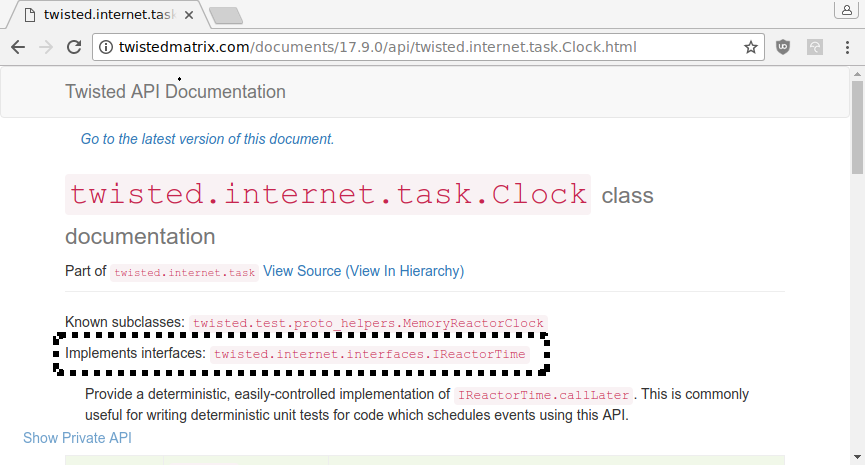 twisted.internet.tas
twistedmatrix.com/documents/17.9.0/api/twisted.internet.task.Clock.html
Twisted API Documentation
Go to the latest version of this document.
twisted.internet.task.Clock class
documentation
Part of twisted.internet.task View Source (View In Hierarchy)
Known subclasses: twisted.test.proto_helpers.MemoryReactorClock
Implements interfaces: twisted.internet.interfaces.IReactorTime
Provide a deterministic, easily-controlled implementation of IReactorTime.callLater. This is commonly
useful for writing deterministic unit tests for code which schedules events using this API.
Show Private API